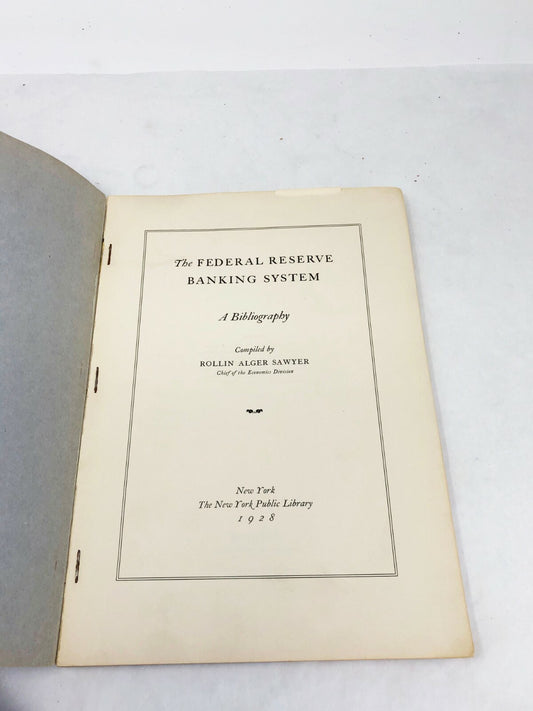 The FEDERAL RESERVE
BANKING SYSTEM
A Bibliography
Compiled by
ROLLIN ALGER SAWYER
Chief of the Economics Division
New York
The New York Public Library
1928